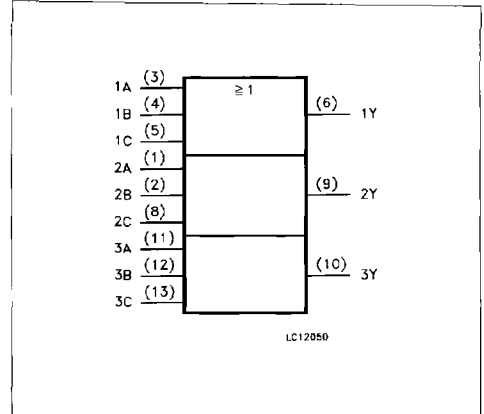 ≧1
1A (3)
1B (4) (6) 1Y
1C (5)
2A (1)
2B (2) (9) 2Y
2C (8)
3A (11)
3B (12) (10) 3Y
3C (13)
LC12050